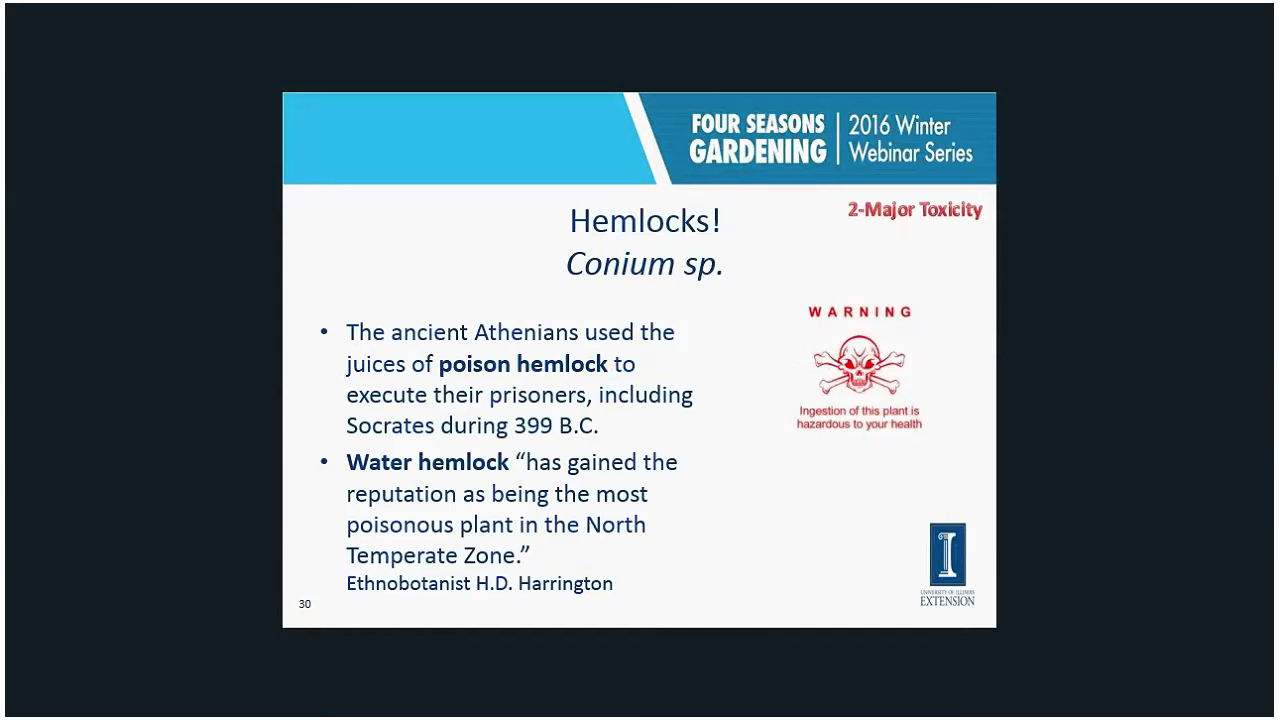 FOUR SEASONS
GARDENING
2016 Winter
Webinar Series
2-Major Toxicity
Hemlocks!
Conium sp.
WARNING
Ingestion of this plant is
hazardous to your health
• The ancient Athenians used the
juices of poison hemlock to
execute their prisoners, including
Socrates during 399 B.C.
• Water hemlock “has gained the
reputation as being the most
poisonous plant in the North
Temperate Zone.”
Ethnobotanist H.D. Harrington
30
I
UNIVERSITY OF ILLINOIS
EXTENSION